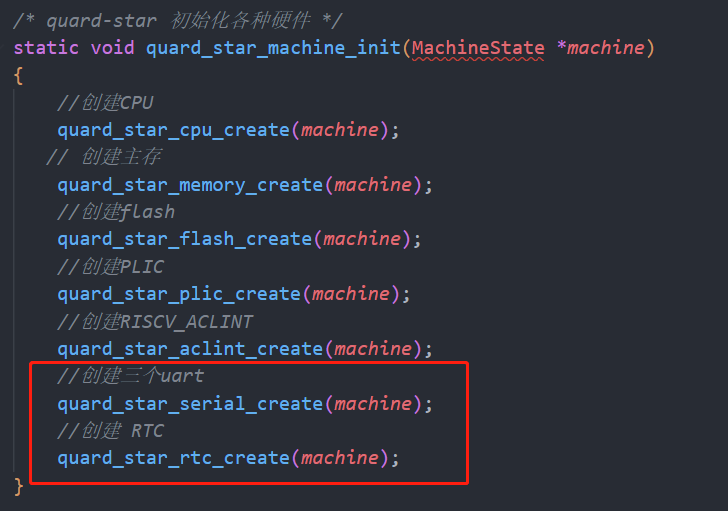 /* quard-star 初始化各种硬件 */
static void quard_star_machine_init(MachineState *machine)
{
    //创建CPU
    quard_star_cpu_create(machine);
   // 创建主存
    quard_star_memory_create(machine);
    //创建flash
    quard_star_flash_create(machine);
    //创建PLIC
    quard_star_plic_create(machine);
    //创建RISCV_ACLINT
    quard_star_aclint_create(machine);
    //创建三个uart
    quard_star_serial_create(machine);
    //创建 RTC
    quard_star_rtc_create(machine);
}